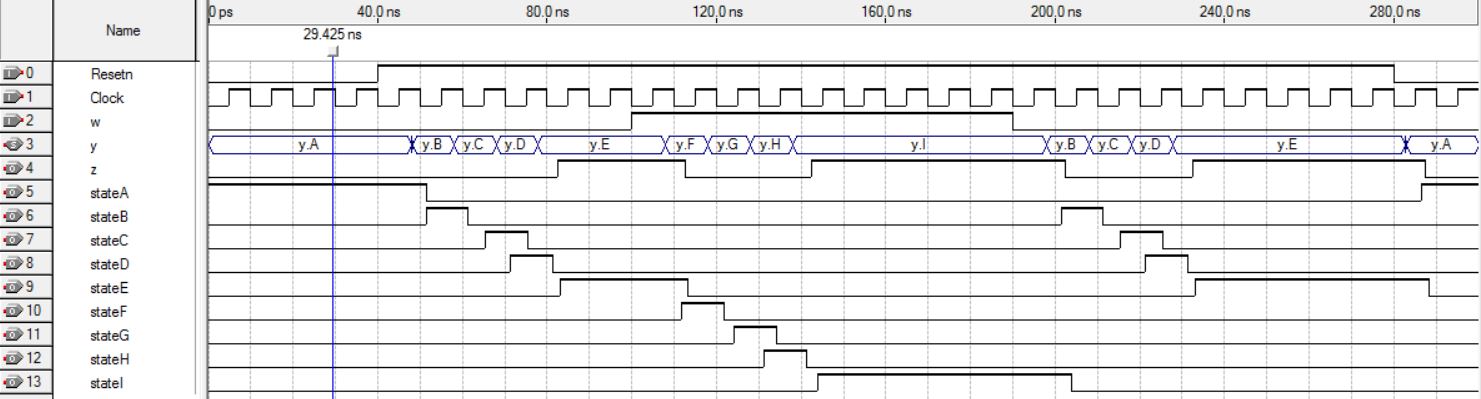 Name
0 ps 40.0 ns 80.0 ns 120.0 ns 160.0 ns 200.0 ns 240.0 ns 280.0 ns
29.425 ns
0 Resetn
1 Clock
2 w
3 y y.A y.B y.C y.D y.E y.F y.G y.H y.I y.B y.C y.D y.E y.A
4 z
5 stateA
6 stateB
7 stateC
8 stateD
9 stateE
10 stateF
11 stateG
12 stateH
13 stateI